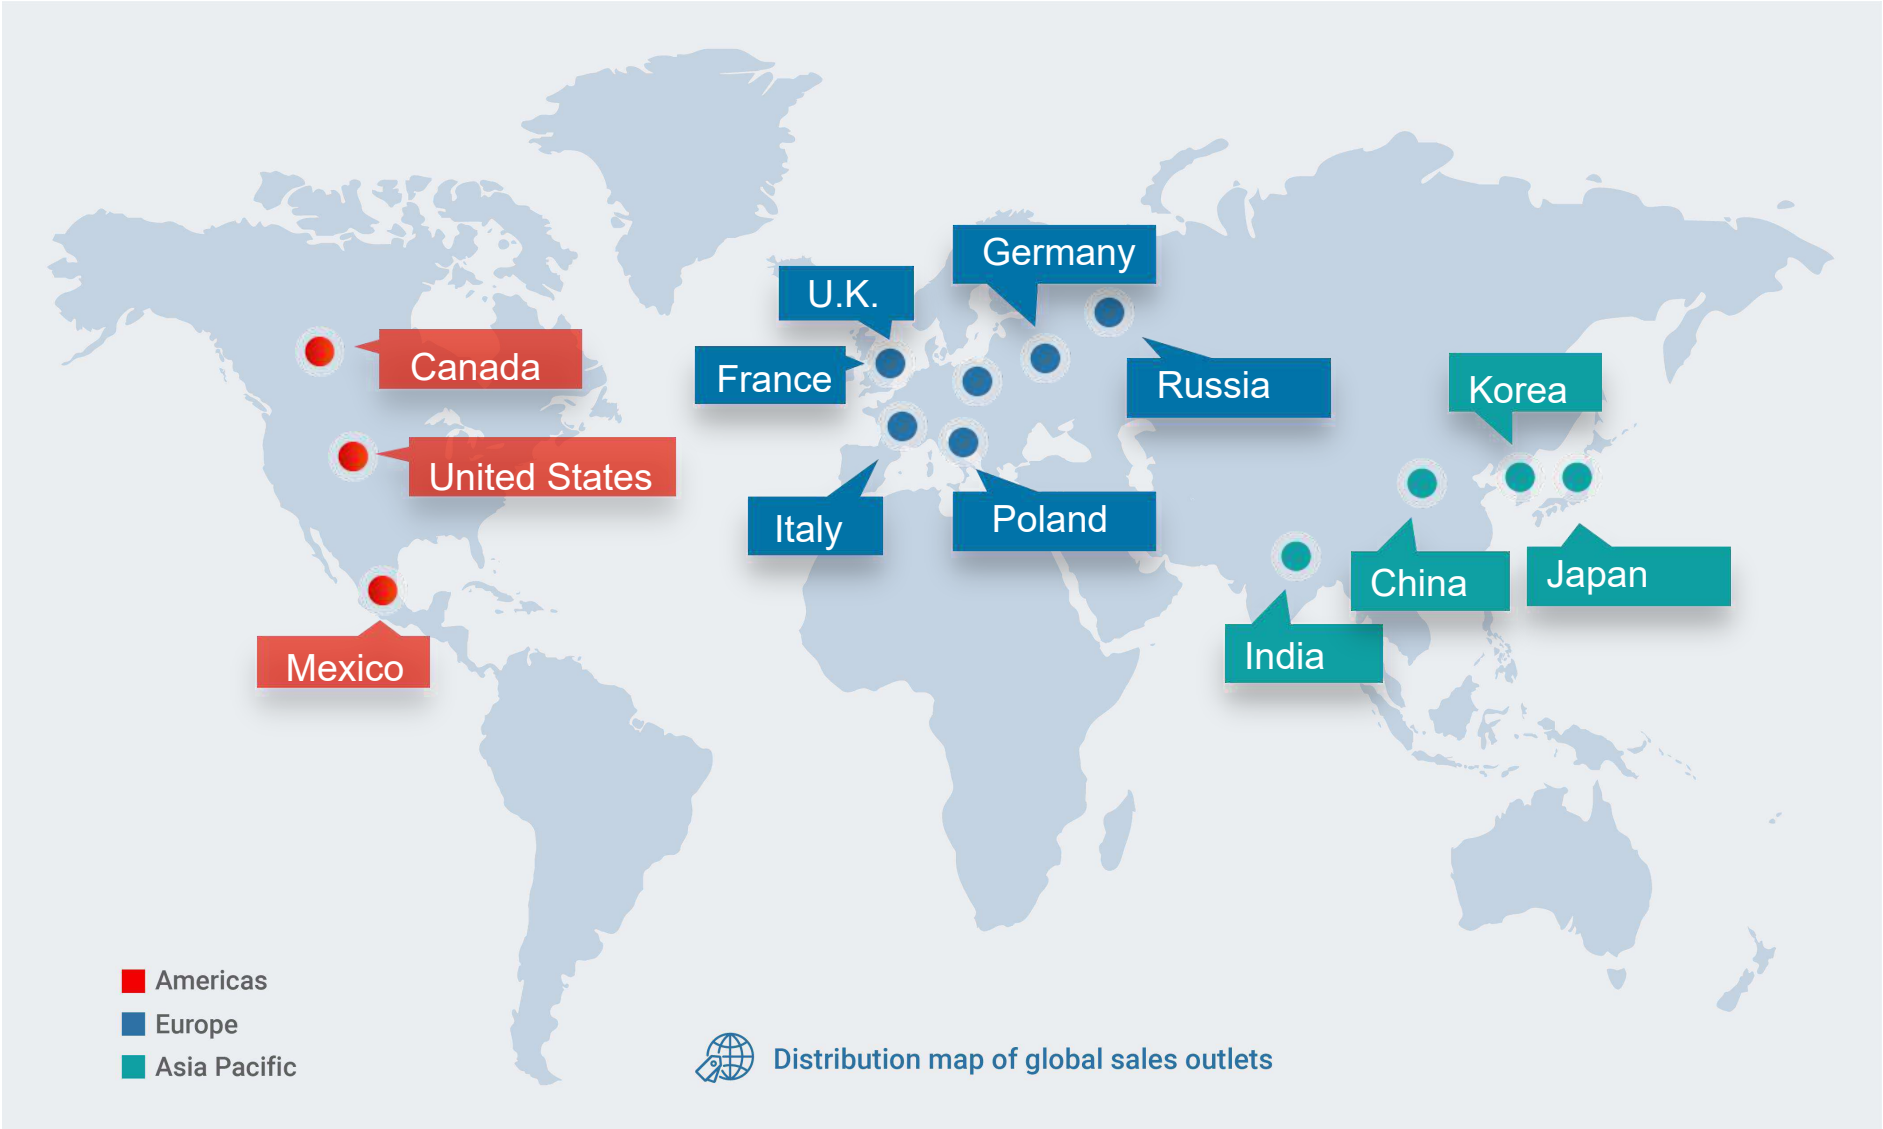 Germany
U.K.
Canada
France
Russia
Korea
United States
Italy
Poland
China
Japan
Mexico
India
Americas
Europe
Asia Pacific
Distribution map of global sales outlets